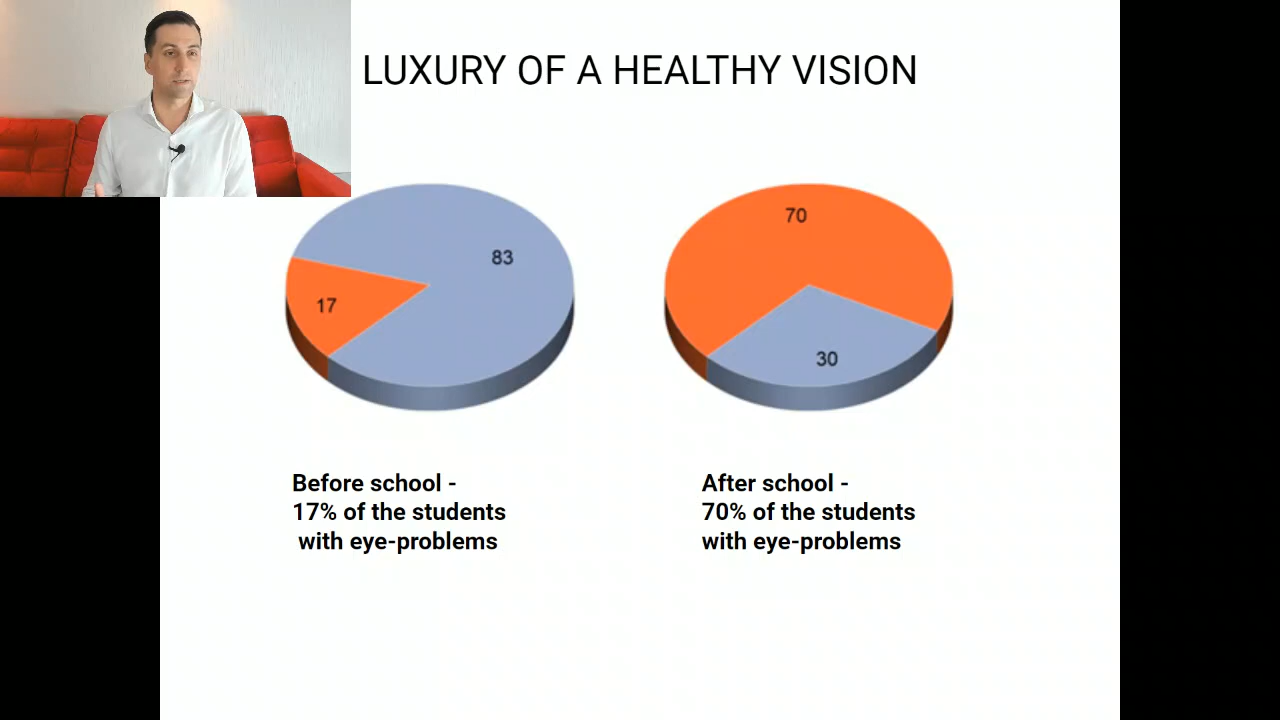 LUXURY OF A HEALTHY VISION
83
17
70
30
Before school -
17% of the students
with eye-problems
After school -
70% of the students
with eye-problems